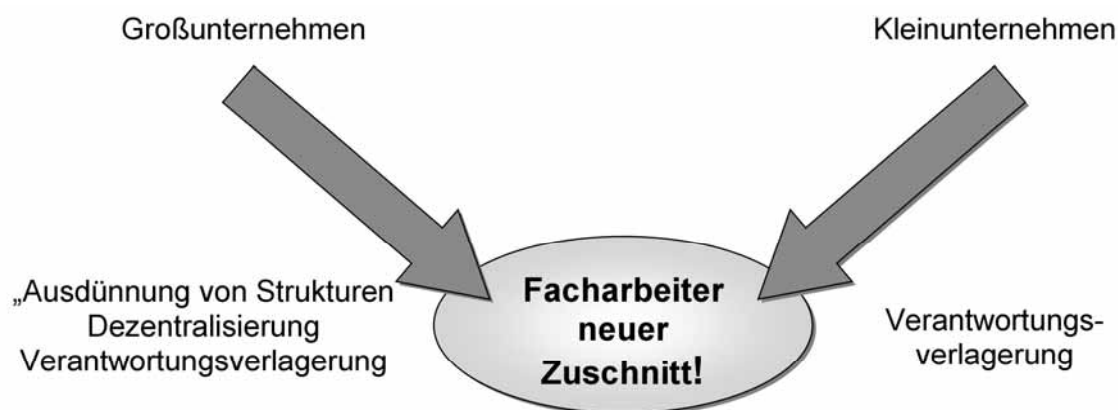 Großunternehmen
Kleinunternehmen
„Ausdünnung von Strukturen
Dezentralisierung
Verantwortungsverlagerung
Facharbeiter
neuer
Zuschnitt!
Verantwortungs-
verlagerung